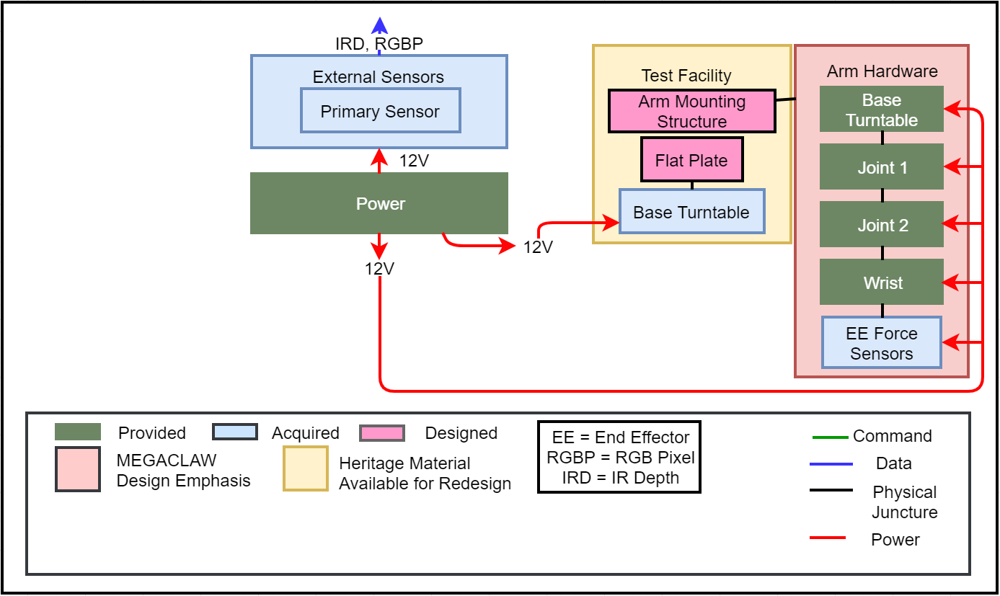 IRD, RGBP
External Sensors
Primary Sensor
12V
Power
12V
12V
Test Facility
Arm Mounting
Structure
Flat Plate
Base Turntable
Arm Hardware
Base
Turntable
Joint 1
Joint 2
Wrist
EE Force
Sensors
Provided
Acquired
Designed
MEGACLAW
Design Emphasis
Heritage Material
Available for Redesign
EE = End Effector
RGBP = RGB Pixel
IRD = IR Depth
Command
Data
Physical
Juncture
Power